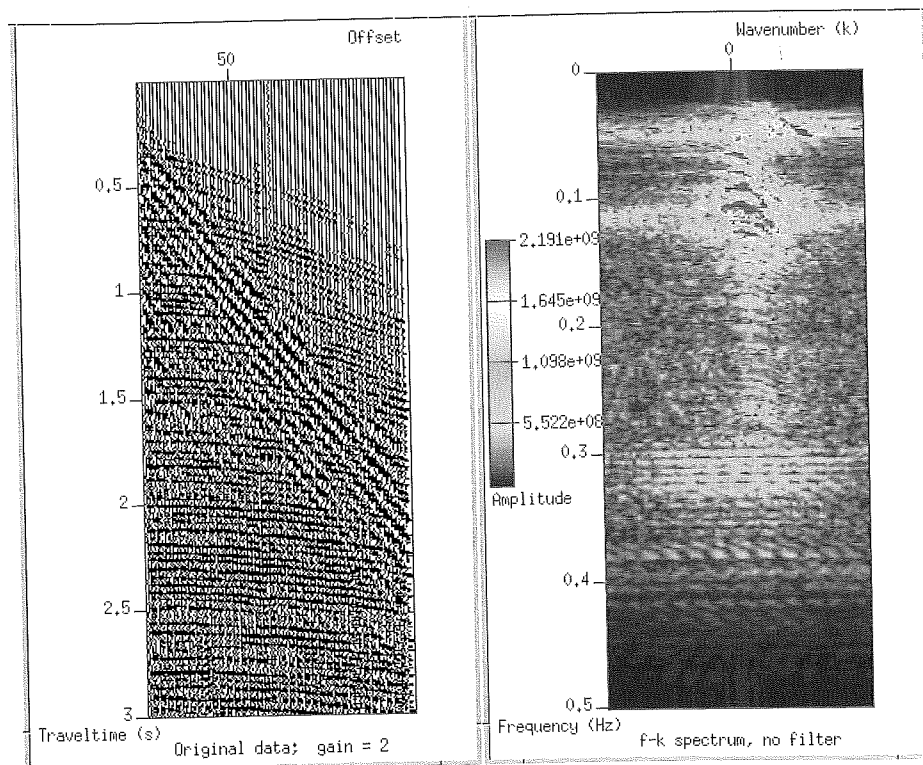 Offset
50
0.5
1
1.5
2
2.5
3
Traveltime (s)
Original data; gain = 2
Wavenumber (k)
0
0
0.1
0.2
0.3
0.4
0.5
2.191e+09
1.645e+09
1.098e+09
5.522e+08
Amplitude
Frequency (Hz)
f-k spectrum, no filter